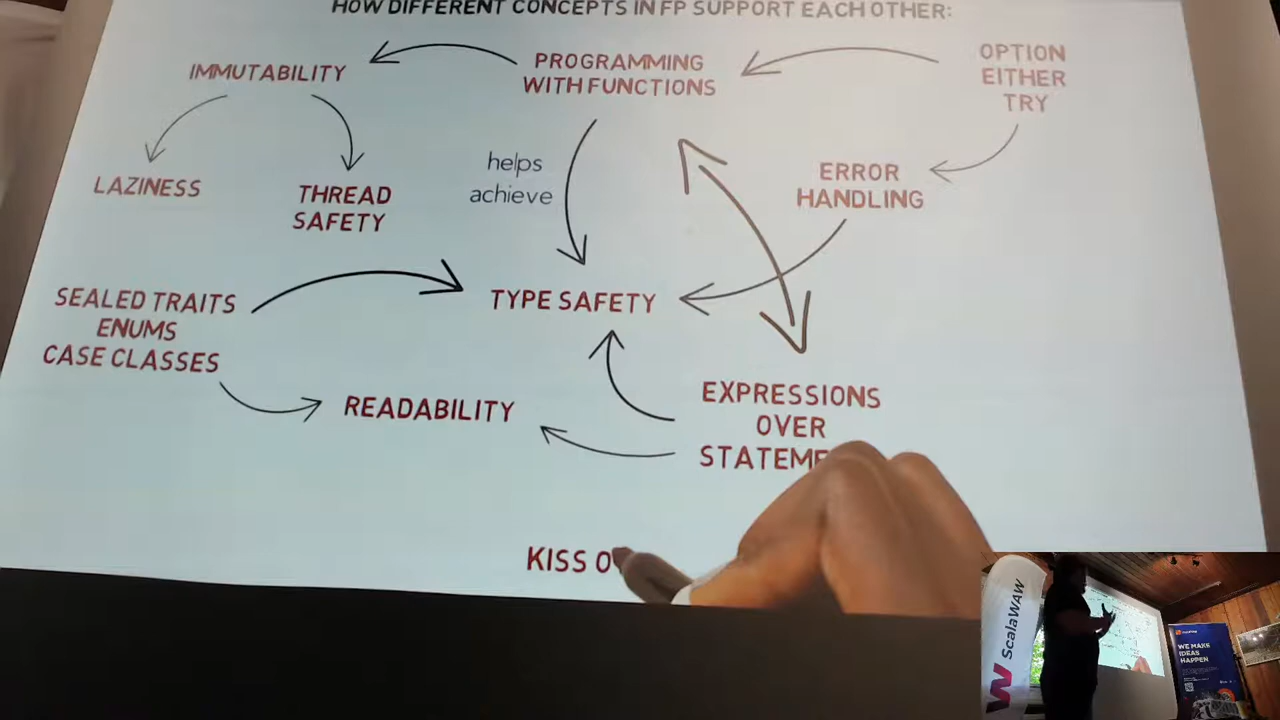 HOW DIFFERENT CONCEPTS IN FP SUPPORT EACH OTHER:
IMMUTABILITY
PROGRAMMING
WITH FUNCTIONS
OPTION
EITHER
TRY
LAZINESS
THREAD
SAFETY
helps
achieve
ERROR
HANDLING
SEALED TRAITS
ENUMS
CASE CLASSES
TYPE SAFETY
READABILITY
EXPRESSIONS
OVER
STATEME
KISS O
ScalaWAW
WE MAKE
IDEAS
HAPPEN